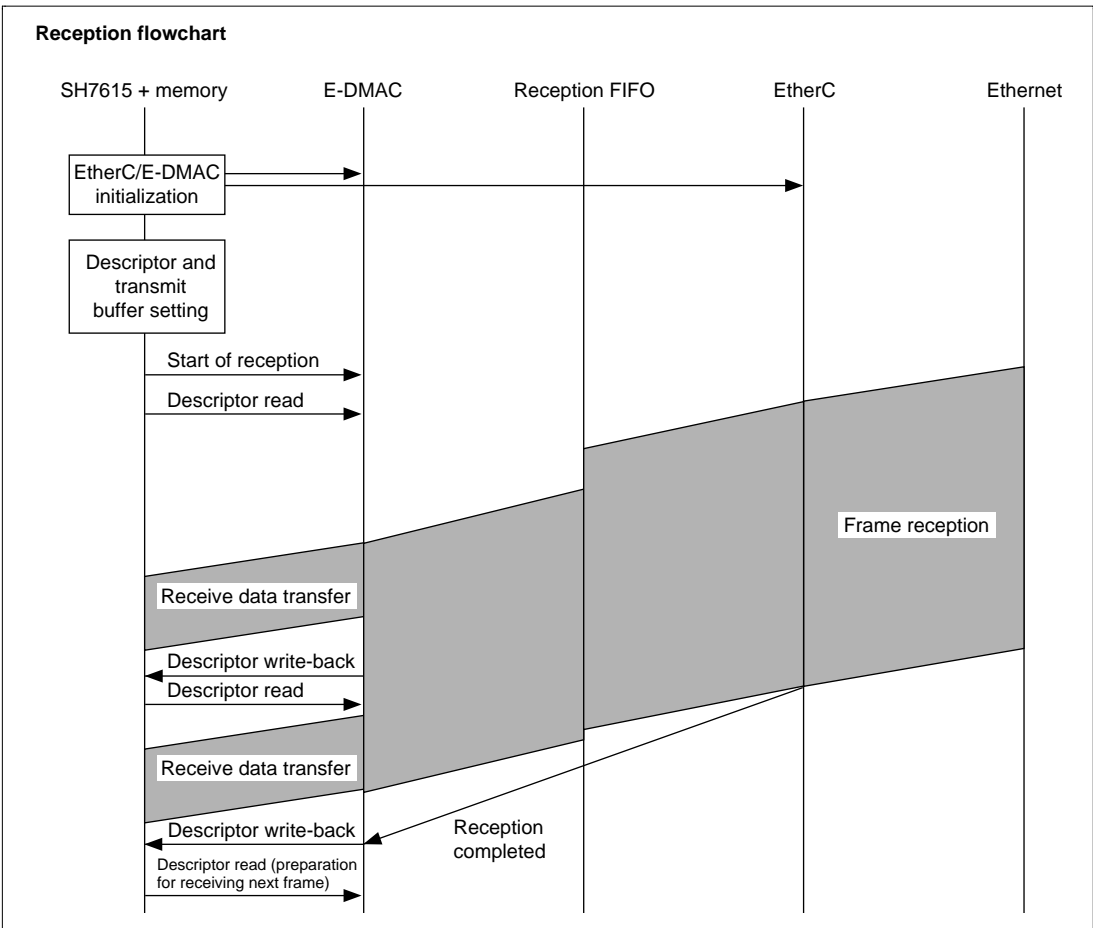 Reception flowchart
SH7615 + memory
E-DMAC
Reception FIFO
EtherC
Ethernet
EtherC/E-DMAC
initialization
Descriptor and
transmit
buffer setting
Start of reception
Descriptor read
Frame reception
Receive data transfer
Descriptor write-back
Descriptor read
Receive data transfer
Descriptor write-back
Reception
completed
Descriptor read (preparation
for receiving next frame)